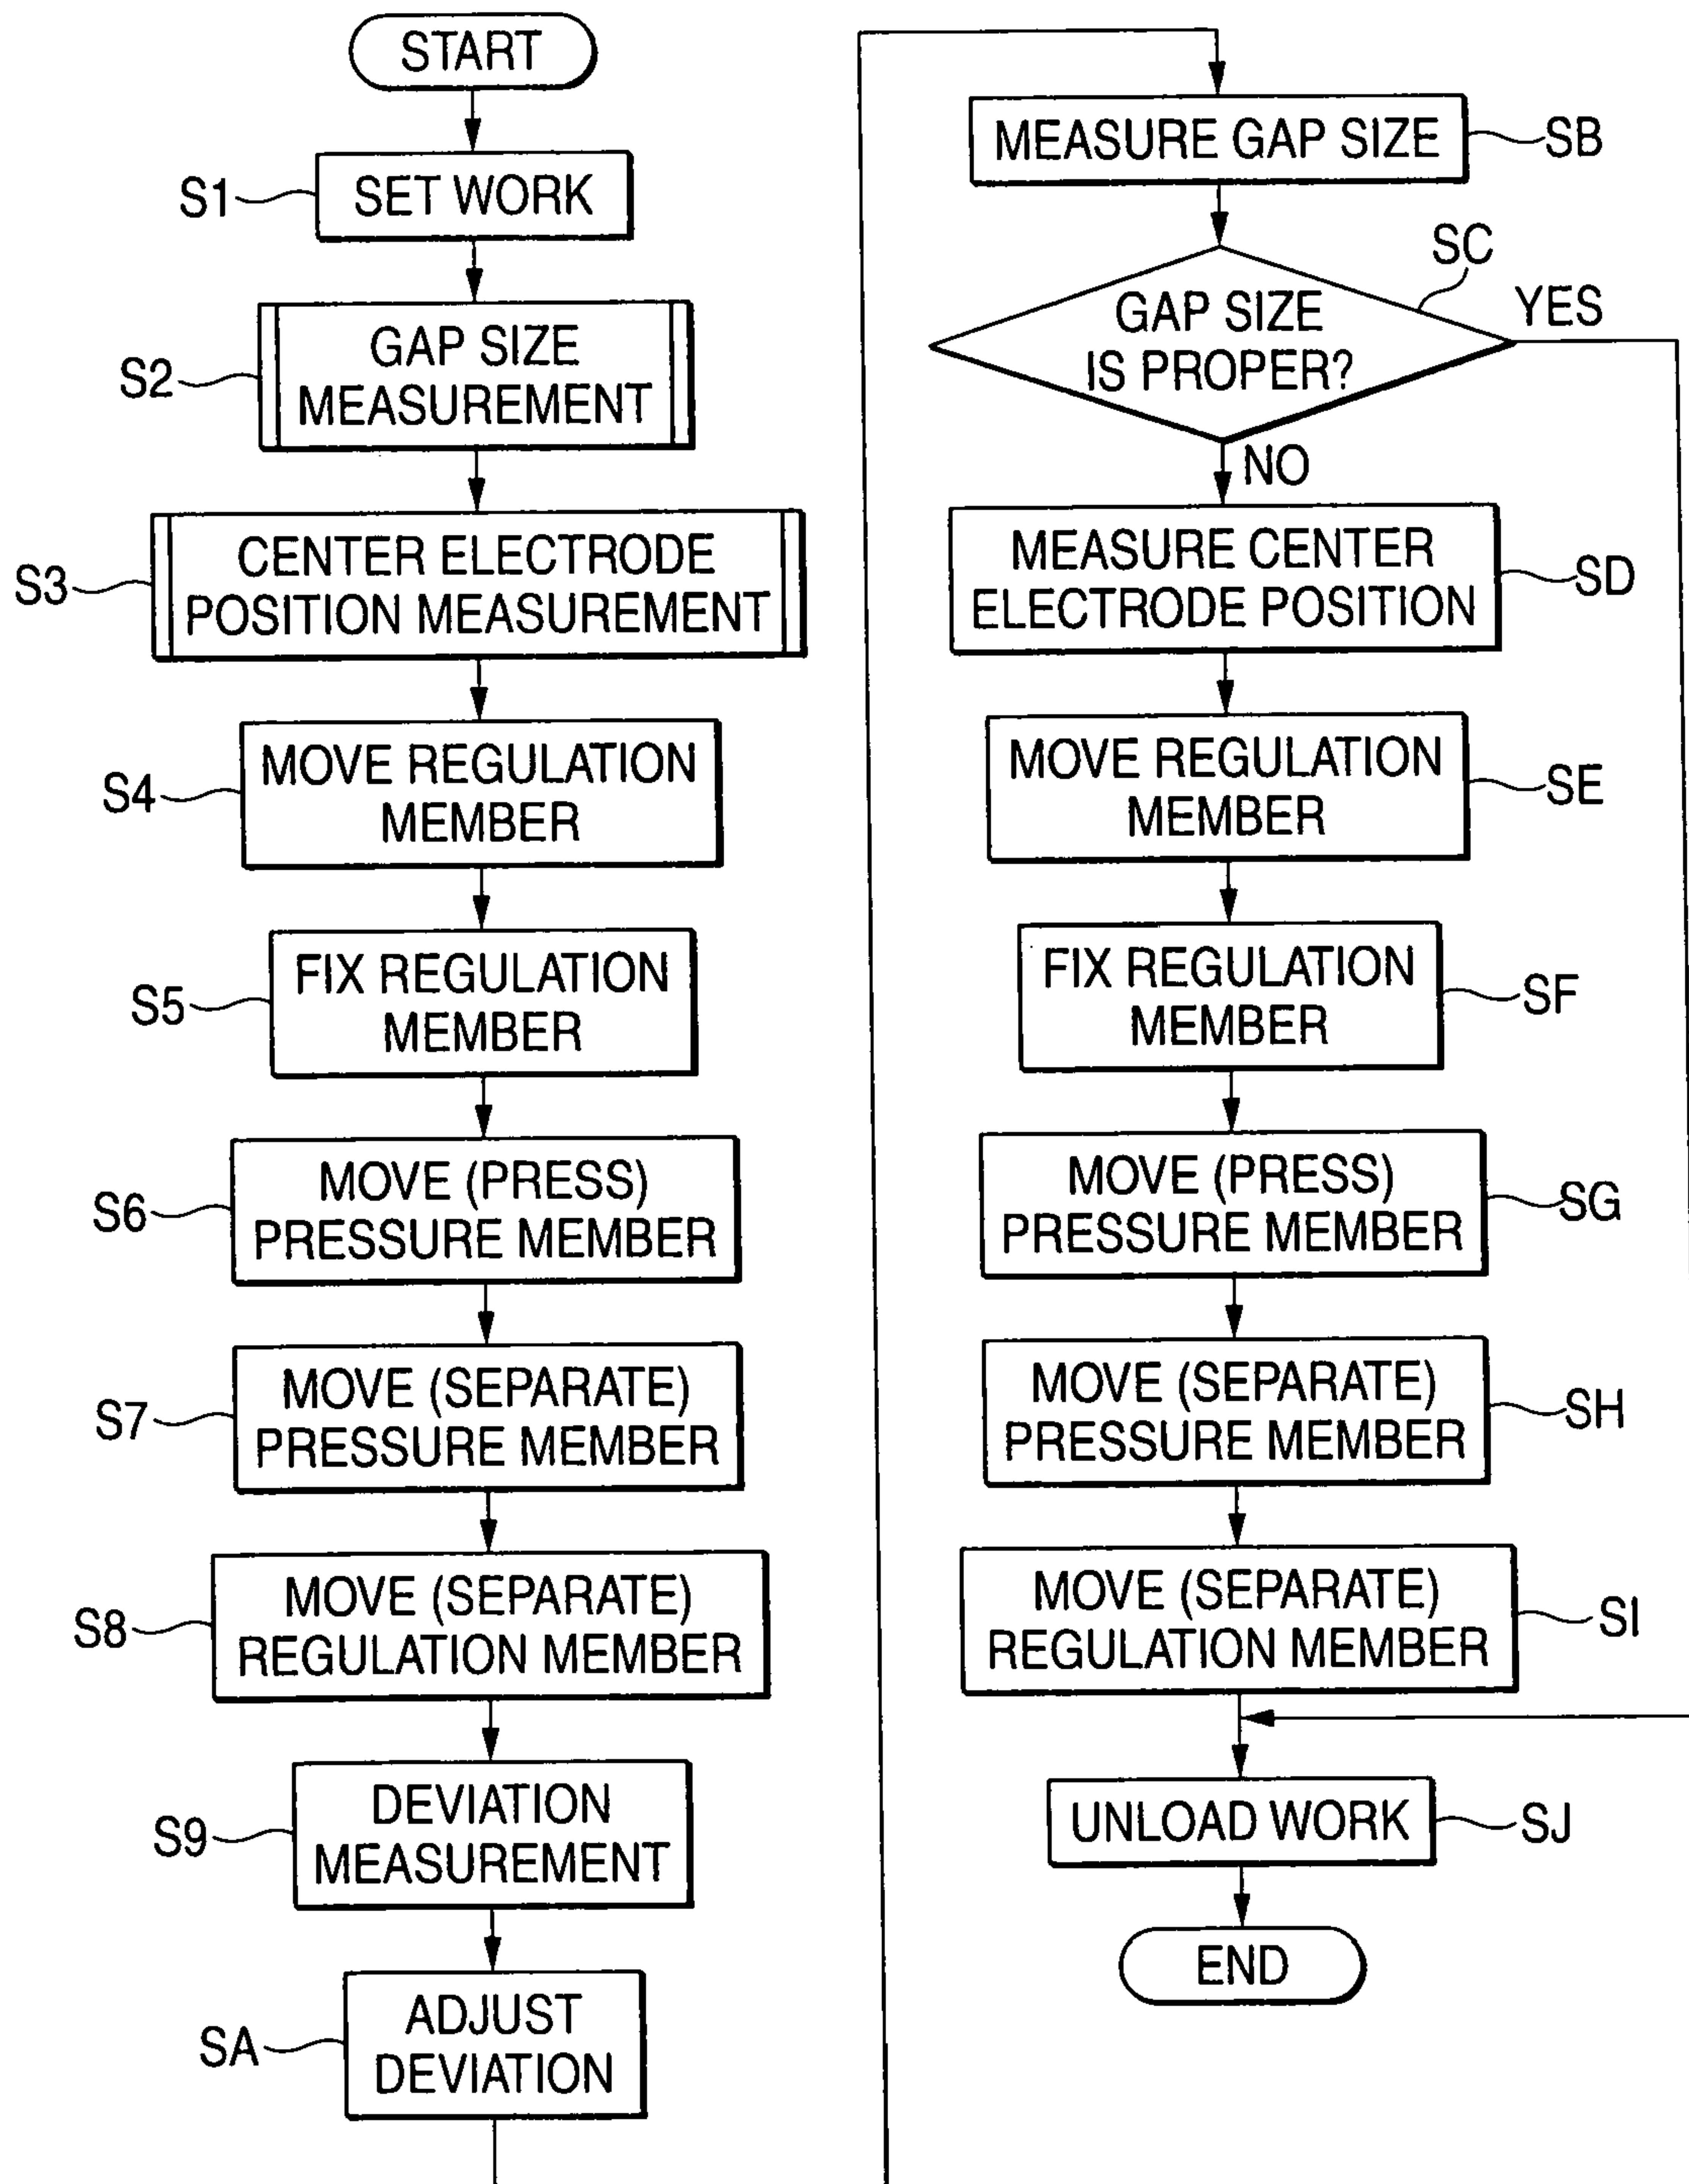 START
S1
SET WORK
S2
GAP SIZE
MEASUREMENT
S3
CENTER ELECTRODE
POSITION MEASUREMENT
S4
MOVE REGULATION
MEMBER
S5
FIX REGULATION
MEMBER
S6
MOVE (PRESS)
PRESSURE MEMBER
S7
MOVE (SEPARATE)
PRESSURE MEMBER
S8
MOVE (SEPARATE)
REGULATION MEMBER
S9
DEVIATION
MEASUREMENT
SA
ADJUST
DEVIATION
MEASURE GAP SIZE
SB
SC
GAP SIZE
IS PROPER?
YES
NO
MEASURE CENTER
ELECTRODE POSITION
SD
MOVE REGULATION
MEMBER
SE
FIX REGULATION
MEMBER
SF
MOVE (PRESS)
PRESSURE MEMBER
SG
MOVE (SEPARATE)
PRESSURE MEMBER
SH
MOVE (SEPARATE)
REGULATION MEMBER
SI
UNLOAD WORK
SJ
END